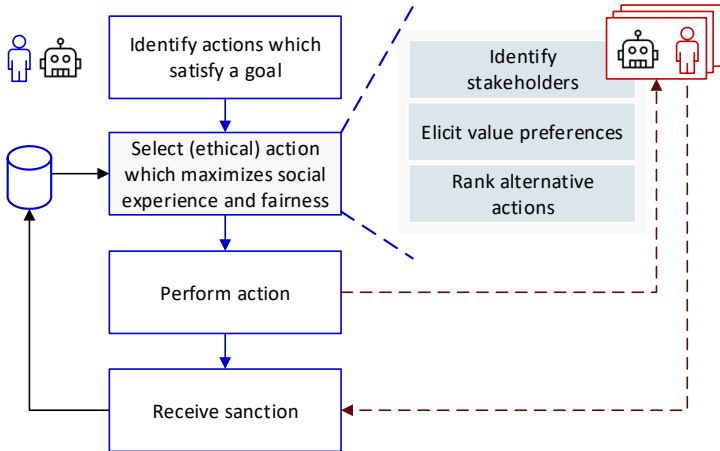 Identify actions which
satisfy a goal
Select (ethical) action
which maximizes social
experience and fairness
Perform action
Receive sanction
Identify
stakeholders
Elicit value preferences
Rank alternative
actions